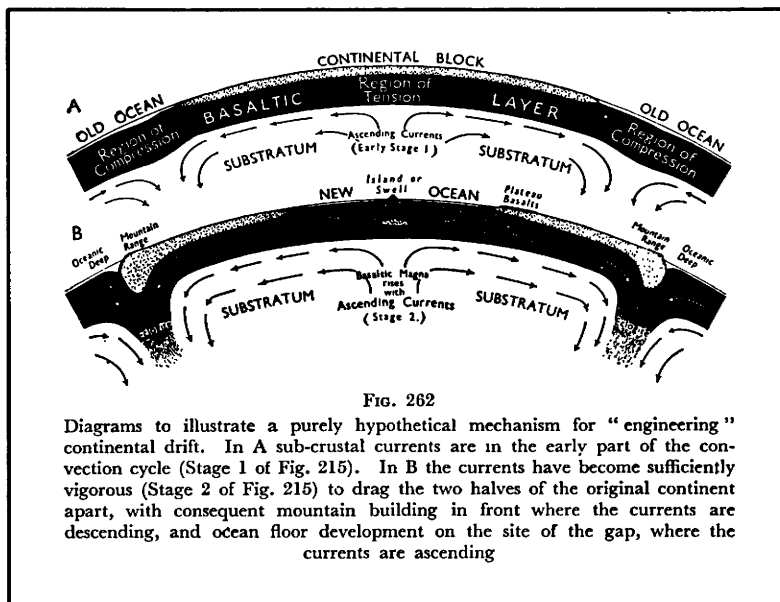 CONTINENTAL BLOCK
A
OLD OCEAN
BASALTIC
Region of
Tension
LAYER
OLD OCEAN
Region of
Compression
Region of
Compression
SUBSTRATUM
Ascending Currents
(Early Stage 1)
SUBSTRATUM
B
NEW
Island or
Swell
OCEAN
Plateau
Basalts
Oceanic
Deep
Mountain
Range
Mountain
Range
Oceanic
Deep
SUBSTRATUM
Basaltic Magma
rises
with
Ascending Currents
(Stage 2.)
SUBSTRATUM
FIG. 262
Diagrams to illustrate a purely hypothetical mechanism for “ engineering ”
continental drift. In A sub-crustal currents are in the early part of the con-
vection cycle (Stage 1 of Fig. 215). In B the currents have become sufficiently
vigorous (Stage 2 of Fig. 215) to drag the two halves of the original continent
apart, with consequent mountain building in front where the currents are
descending, and ocean floor development on the site of the gap, where the
currents are ascending